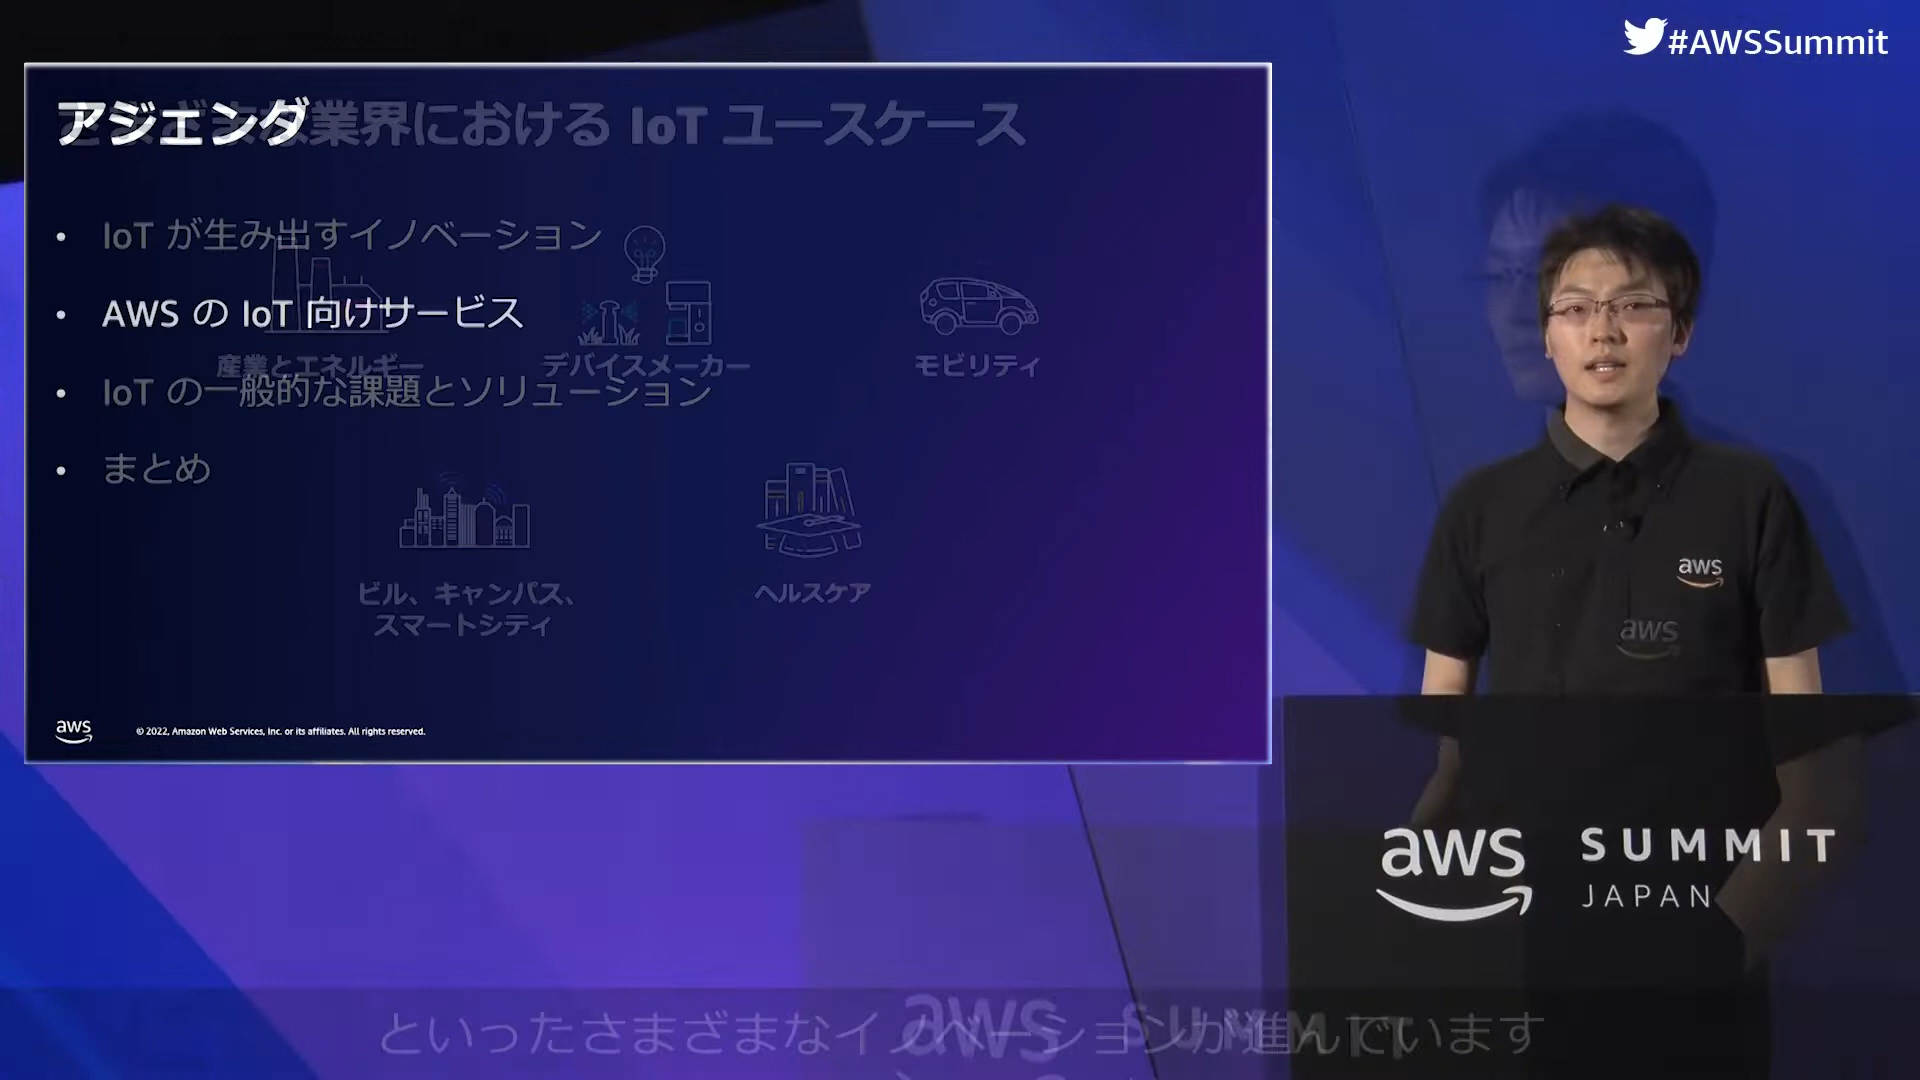 #AWSSummit
アジェンダ
さまざまな業界における IoT ユースケース
• IoT が生み出すイノベーション
• AWS の IoT 向けサービス
産業とエネルギー
デバイスメーカー
モビリティ
• IoT の一般的な課題とソリューション
• まとめ
ビル、キャンパス、
スマートシティ
ヘルスケア
aws
© 2022, Amazon Web Services, Inc. or its affiliates. All rights reserved.
aws
aws
aws SUMMIT
JAPAN
といったさまざまなイノベーションが進んでいます
aws SUMMIT